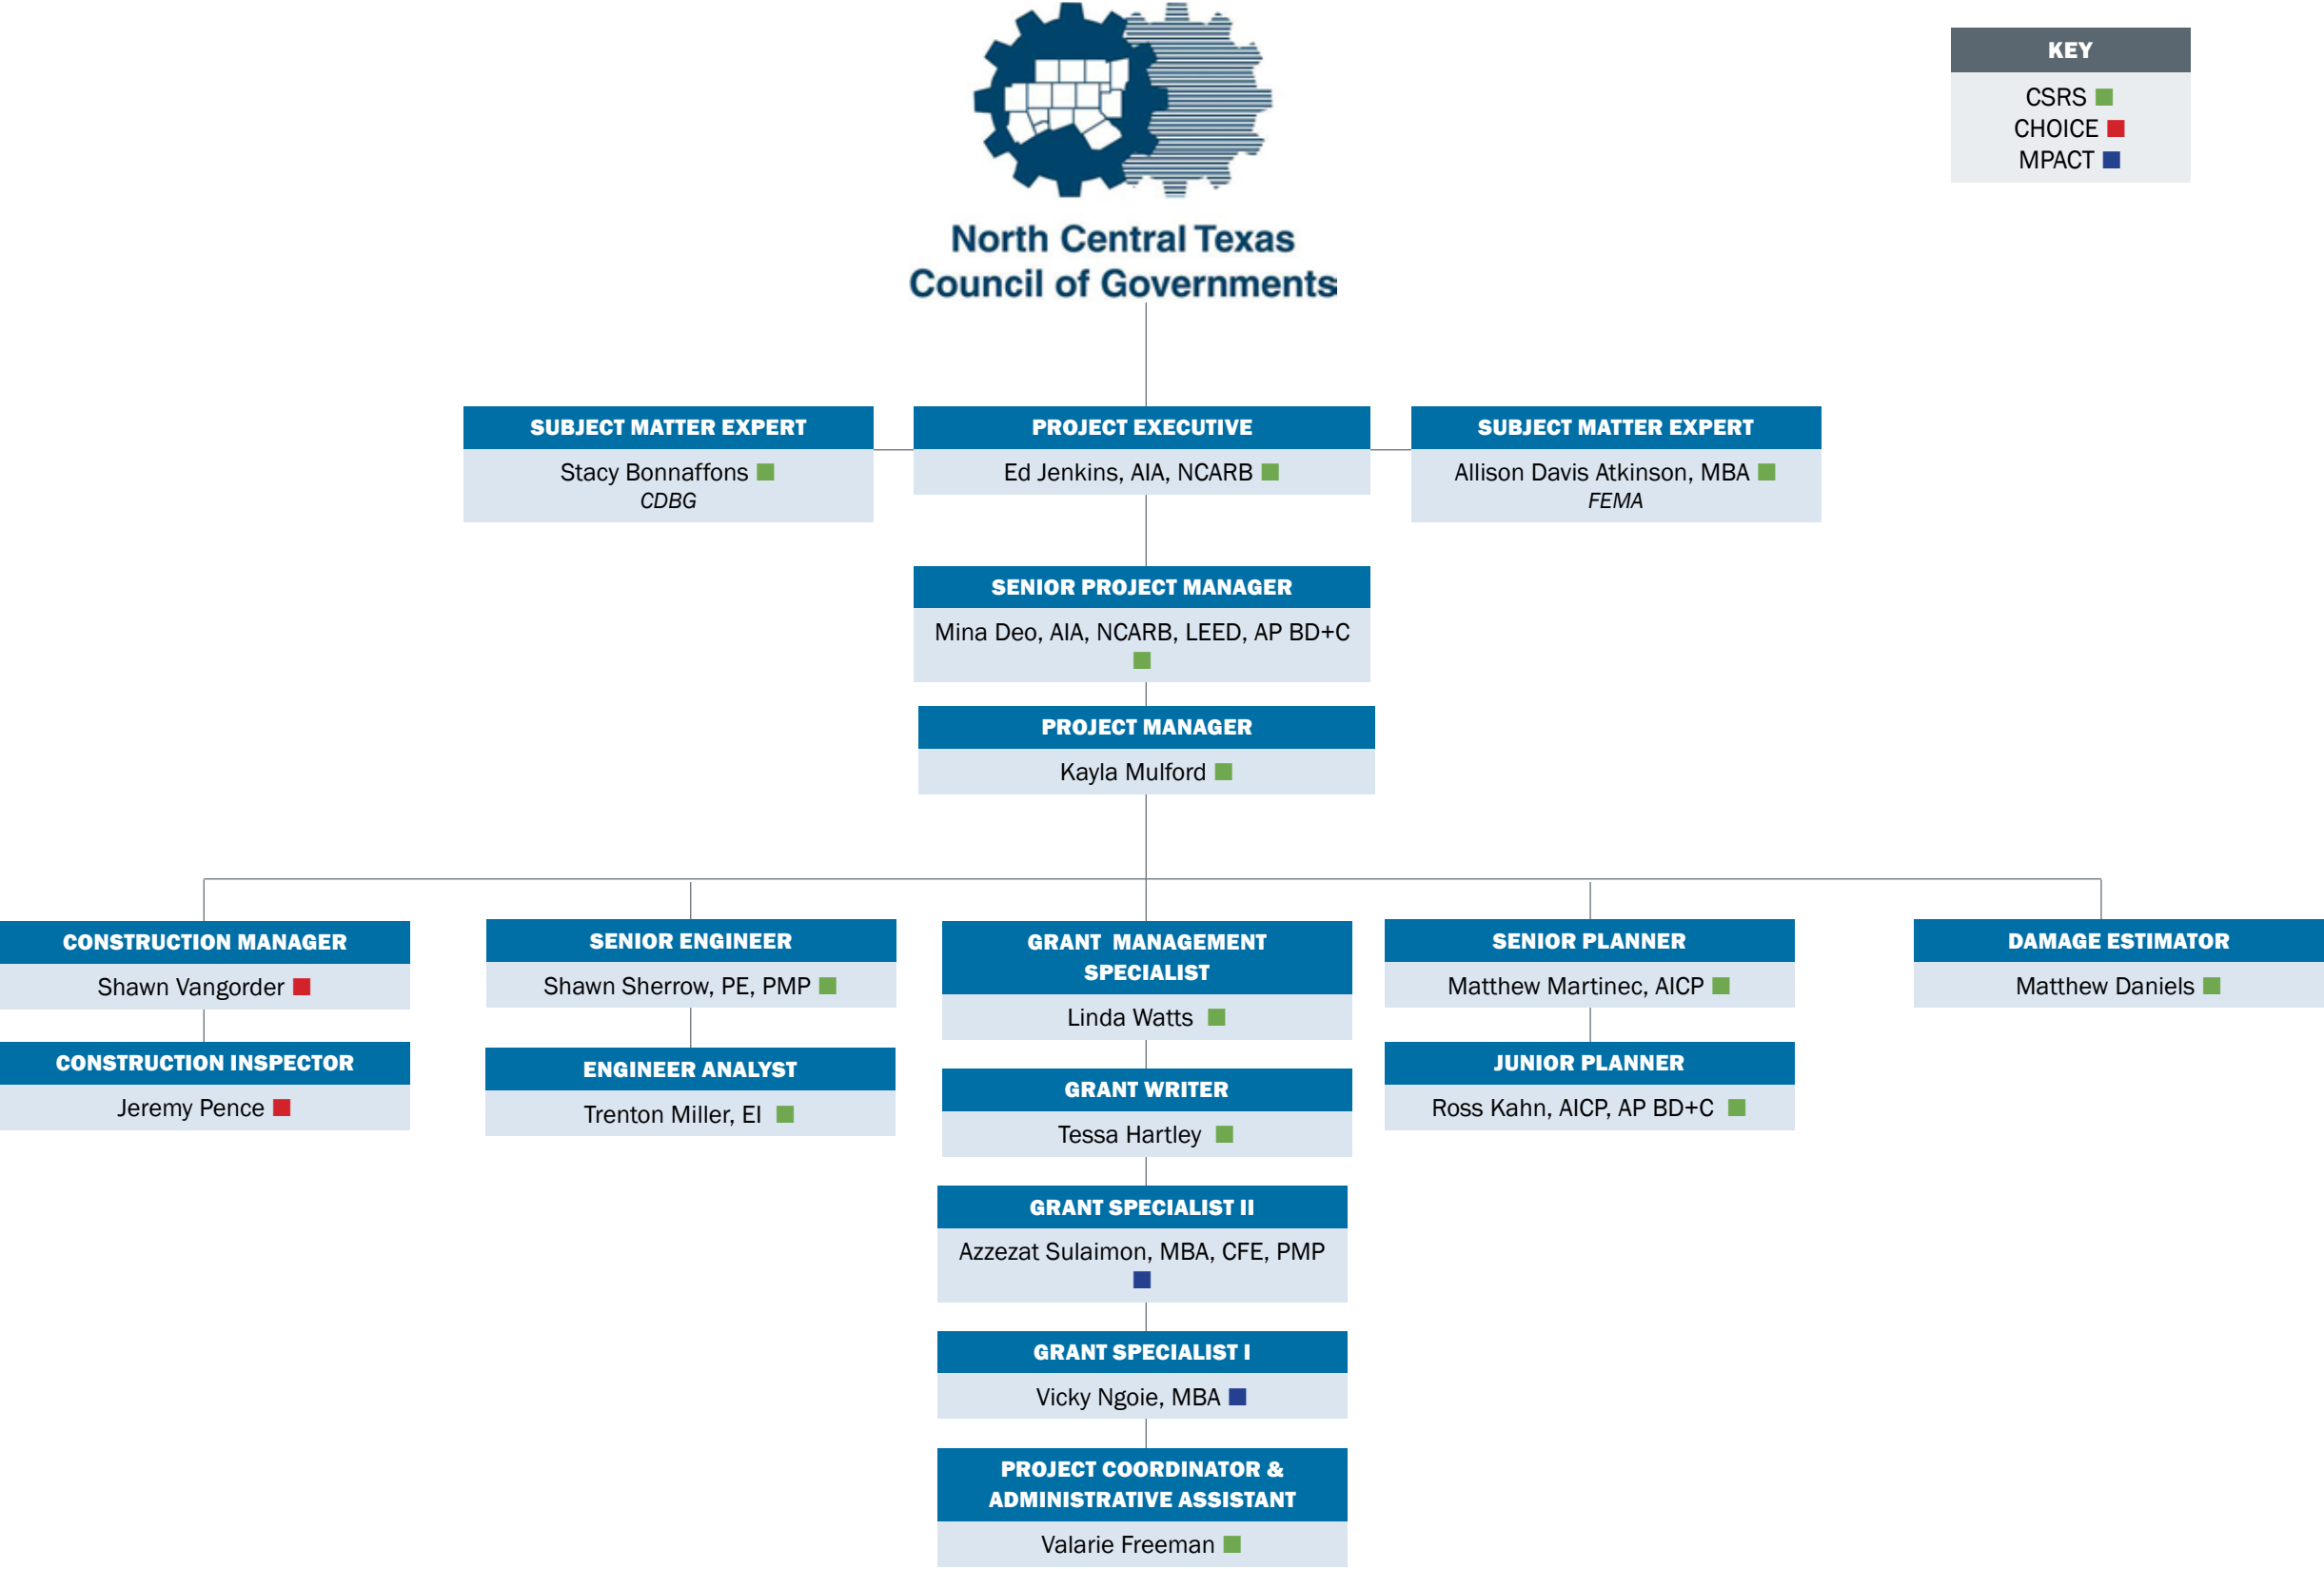 North Central Texas
Council of Governments
KEY
CSRS
CHOICE
MPACT
SUBJECT MATTER EXPERT
Stacy Bonnaffons
CDBG
PROJECT EXECUTIVE
Ed Jenkins, AIA, NCARB
SUBJECT MATTER EXPERT
Allison Davis Atkinson, MBA
FEMA
SENIOR PROJECT MANAGER
Mina Deo, AIA, NCARB, LEED, AP BD+C
PROJECT MANAGER
Kayla Mulford
CONSTRUCTION MANAGER
Shawn Vangorder
CONSTRUCTION INSPECTOR
Jeremy Pence
SENIOR ENGINEER
Shawn Sherrow, PE, PMP
ENGINEER ANALYST
Trenton Miller, EI
GRANT MANAGEMENT
SPECIALIST
Linda Watts
GRANT WRITER
Tessa Hartley
GRANT SPECIALIST II
Azzezat Sulaimon, MBA, CFE, PMP
GRANT SPECIALIST I
Vicky Ngoie, MBA
PROJECT COORDINATOR &
ADMINISTRATIVE ASSISTANT
Valarie Freeman
SENIOR PLANNER
Matthew Martinec, AICP
JUNIOR PLANNER
Ross Kahn, AICP, AP BD+C
DAMAGE ESTIMATOR
Matthew Daniels